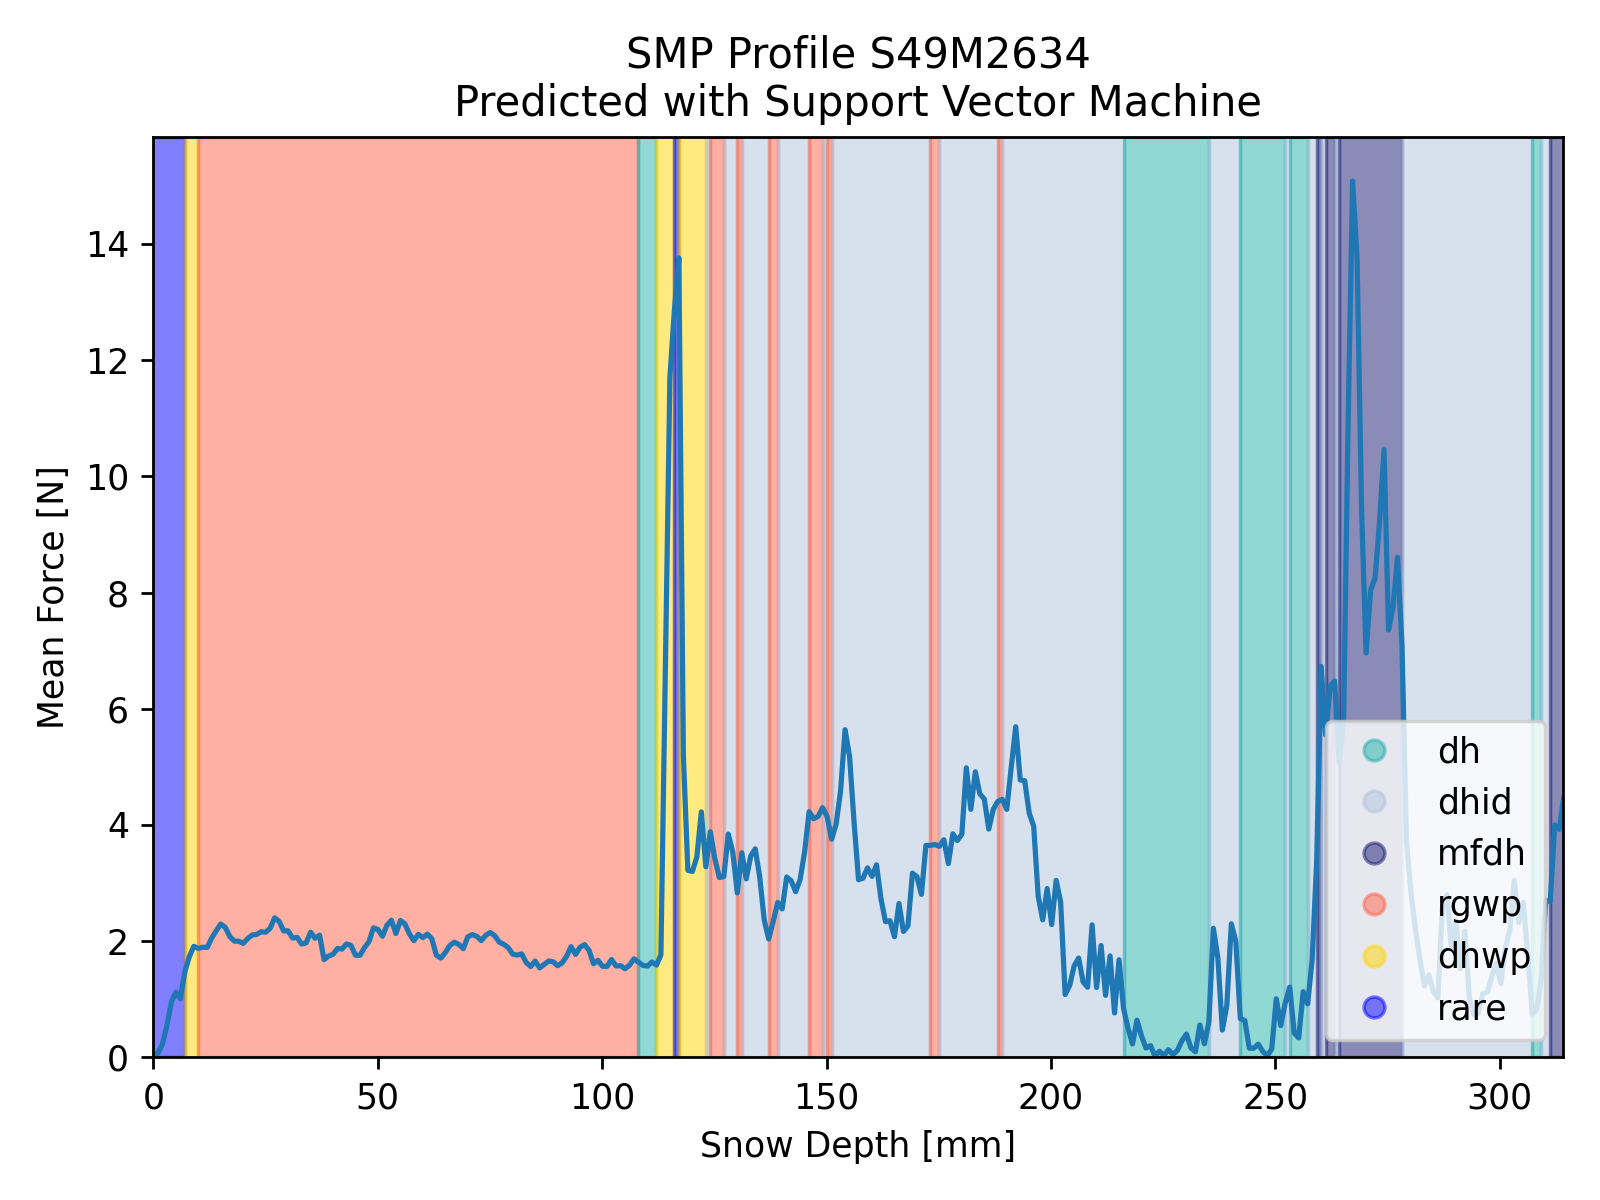 SMP Profile S49M2634
Predicted with Support Vector Machine
Mean Force [N]
14
12
10
8
6
4
2
0
dh
dhid
mfdh
rgwp
dhwp
rare
0 50 100 150 200 250 300
Snow Depth [mm]